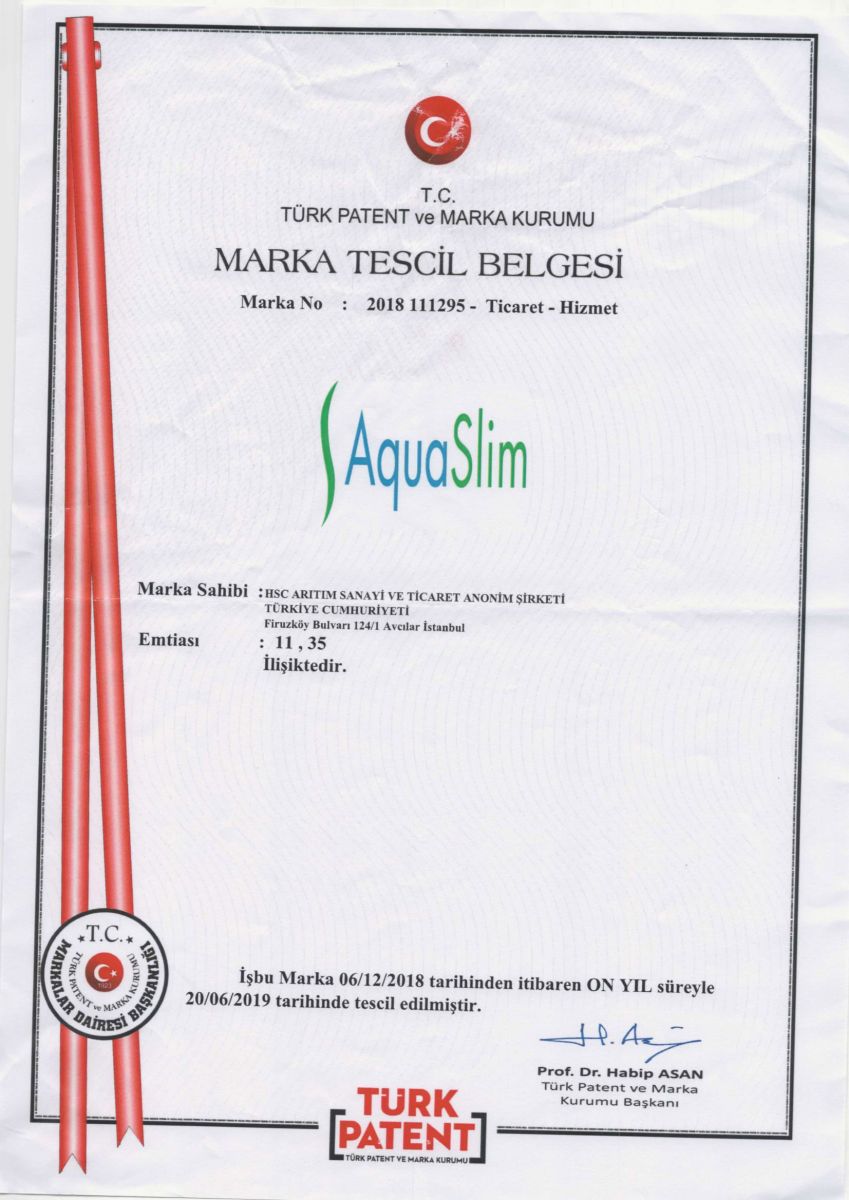 T.C.
TÜRK PATENT ve MARKA KURUMU
MARKA TESCİL BELGESİ
Marka No : 2018 111295 - Ticaret - Hizmet
AquaSlim
Marka Sahibi : HSC ARITIM SANAYİ VE TİCARET ANONİM ŞİRKETİ
TÜRKİYE CUMHURİYETİ
Firuzköy Bulvarı 124/1 Avcılar İstanbul
Emtiası : 11 , 35
İlişiktedir.
T.C.
TÜRK PATENT ve MARKA KURUMU
1923
MARKALAR DAİRESİ BAŞKANLIĞI
İşbu Marka 06/12/2018 tarihinden itibaren ON YIL süreyle
20/06/2019 tarihinde tescil edilmiştir.
H. Asan
Prof. Dr. Habip ASAN
Türk Patent ve Marka
Kurumu Başkanı
TÜRK
PATENT
TÜRK PATENT VE MARKA KURUMU